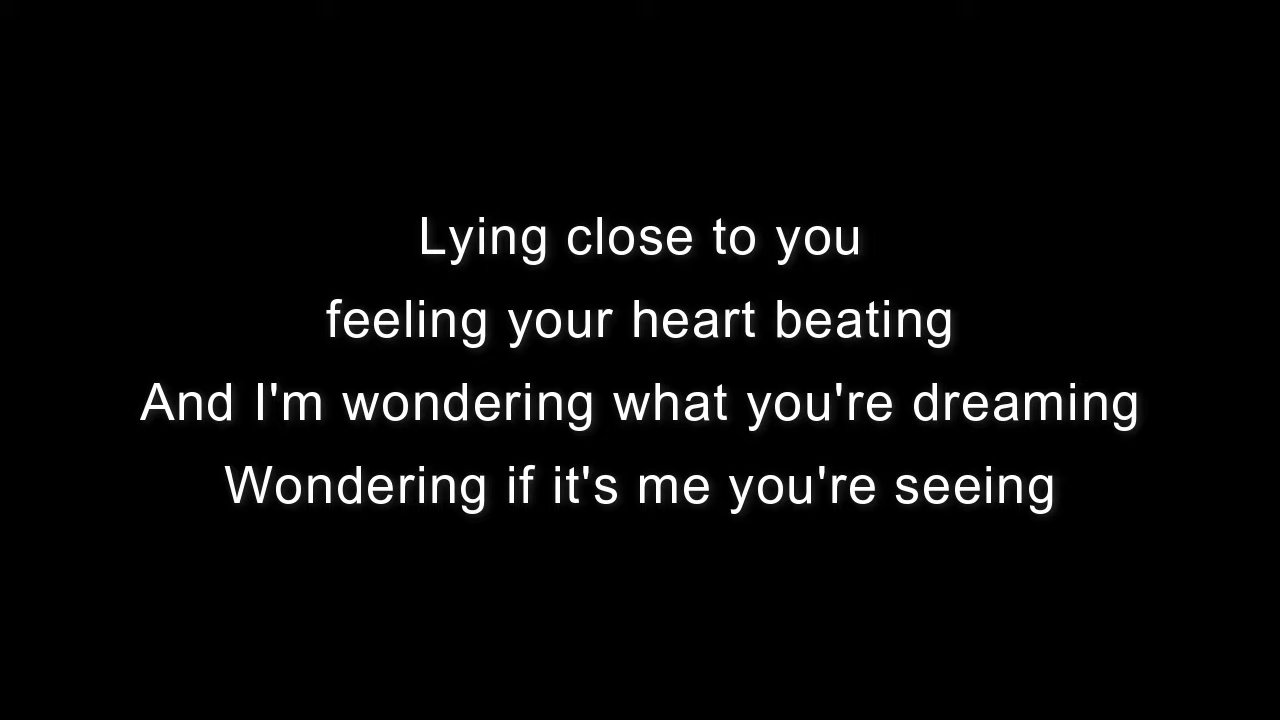 Lying close to you
feeling your heart beating
And I'm wondering what you're dreaming
Wondering if it's me you're seeing